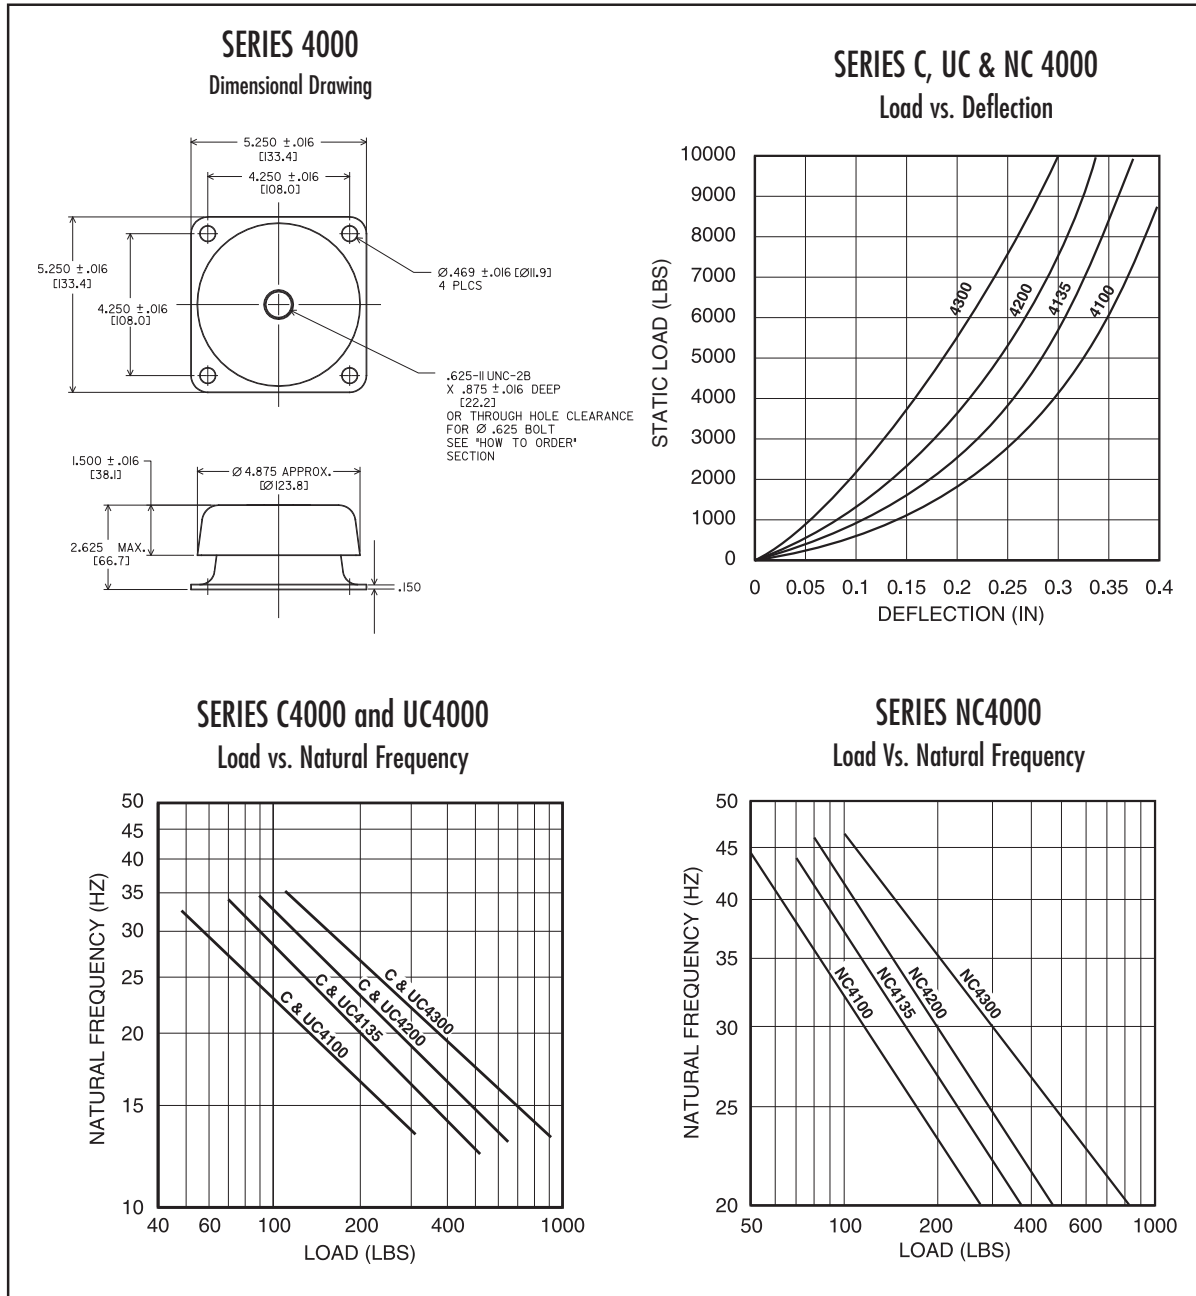 SERIES 4000
Dimensional Drawing
5.250 ±.016
[133.4]
4.250 ±.016
[108.0]
5.250 ±.016
[133.4]
4.250 ±.016
[108.0]
Ø.469 ±.016 [Ø11.9]
4 PLCS
.625-11 UNC-2B
X .875 ±.016 DEEP
[22.2]
OR THROUGH HOLE CLEARANCE
FOR Ø .625 BOLT
SEE "HOW TO ORDER"
SECTION
1.500 ±.016
[38.1]
Ø 4.875 APPROX.
[Ø123.8]
2.625 MAX.
[66.7]
.150
SERIES C, UC & NC 4000
Load vs. Deflection
STATIC LOAD (LBS)
10000
9000
8000
7000
6000
5000
4000
3000
2000
1000
0
4300
4200
4135
4100
0 0.05 0.1 0.15 0.2 0.25 0.3 0.35 0.4
DEFLECTION (IN)
SERIES C4000 and UC4000
Load vs. Natural Frequency
NATURAL FREQUENCY (HZ)
50
45
40
35
30
25
20
15
10
C & UC4100
C & UC4135
C & UC4200
C & UC4300
40 60 100 200 400 1000
LOAD (LBS)
SERIES NC4000
Load Vs. Natural Frequency
NATURAL FREQUENCY (HZ)
50
45
40
35
30
25
20
NC4100
NC4135
NC4200
NC4300
50 100 200 400 600 1000
LOAD (LBS)